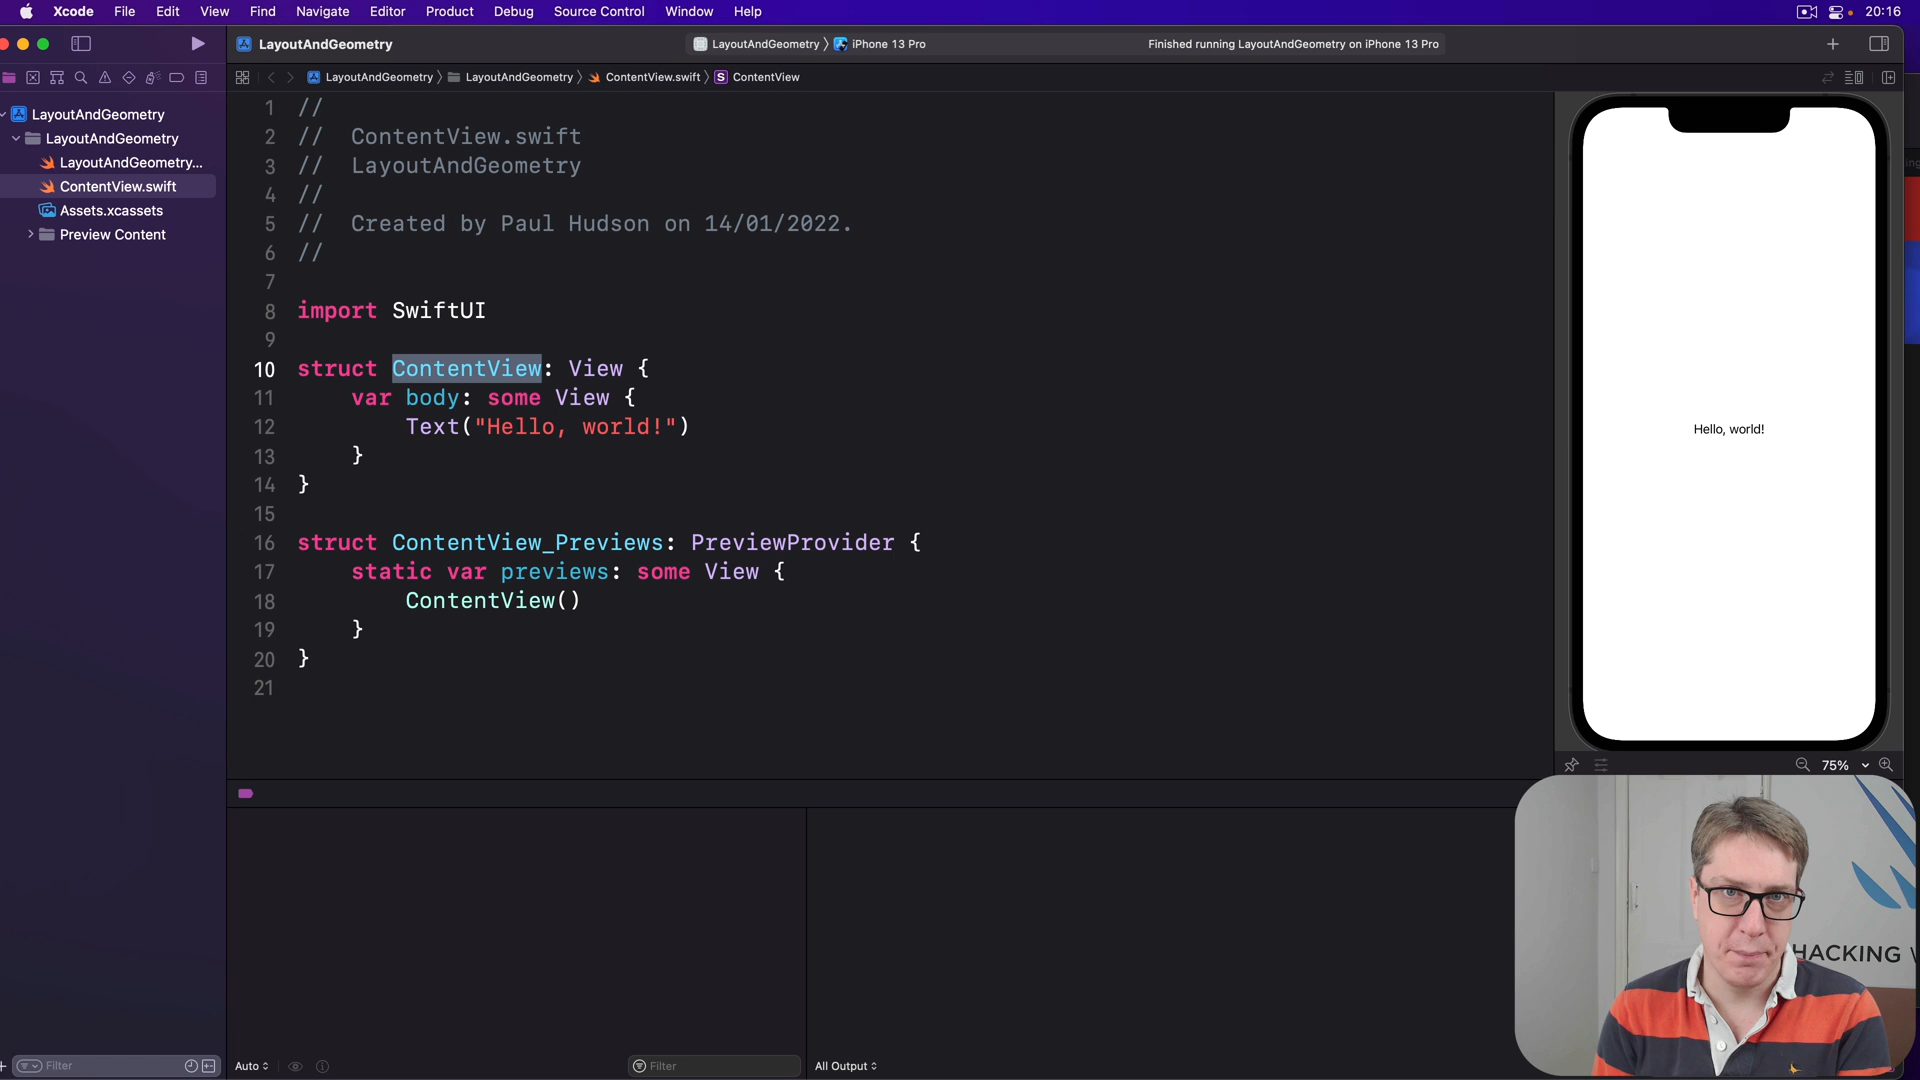 Xcode File Edit View Find Navigate Editor Product Debug Source Control Window Help 20:16
LayoutAndGeometry LayoutAndGeometry 〉 iPhone 13 Pro Finished running LayoutAndGeometry on iPhone 13 Pro
LayoutAndGeometry 〉 LayoutAndGeometry 〉 ContentView.swift 〉 S ContentView
LayoutAndGeometry
LayoutAndGeometry
LayoutAndGeometry...
ContentView.swift
Assets.xcassets
Preview Content
1 //
2 //  ContentView.swift
3 //  LayoutAndGeometry
4 //
5 //  Created by Paul Hudson on 14/01/2022.
6 //
7
8 import SwiftUI
9
10 struct ContentView: View {
11     var body: some View {
12         Text("Hello, world!")
13     }
14 }
15
16 struct ContentView_Previews: PreviewProvider {
17     static var previews: some View {
18         ContentView()
19     }
20 }
21
Hello, world!
75%
HACKING
Filter
Auto
Filter
All Output